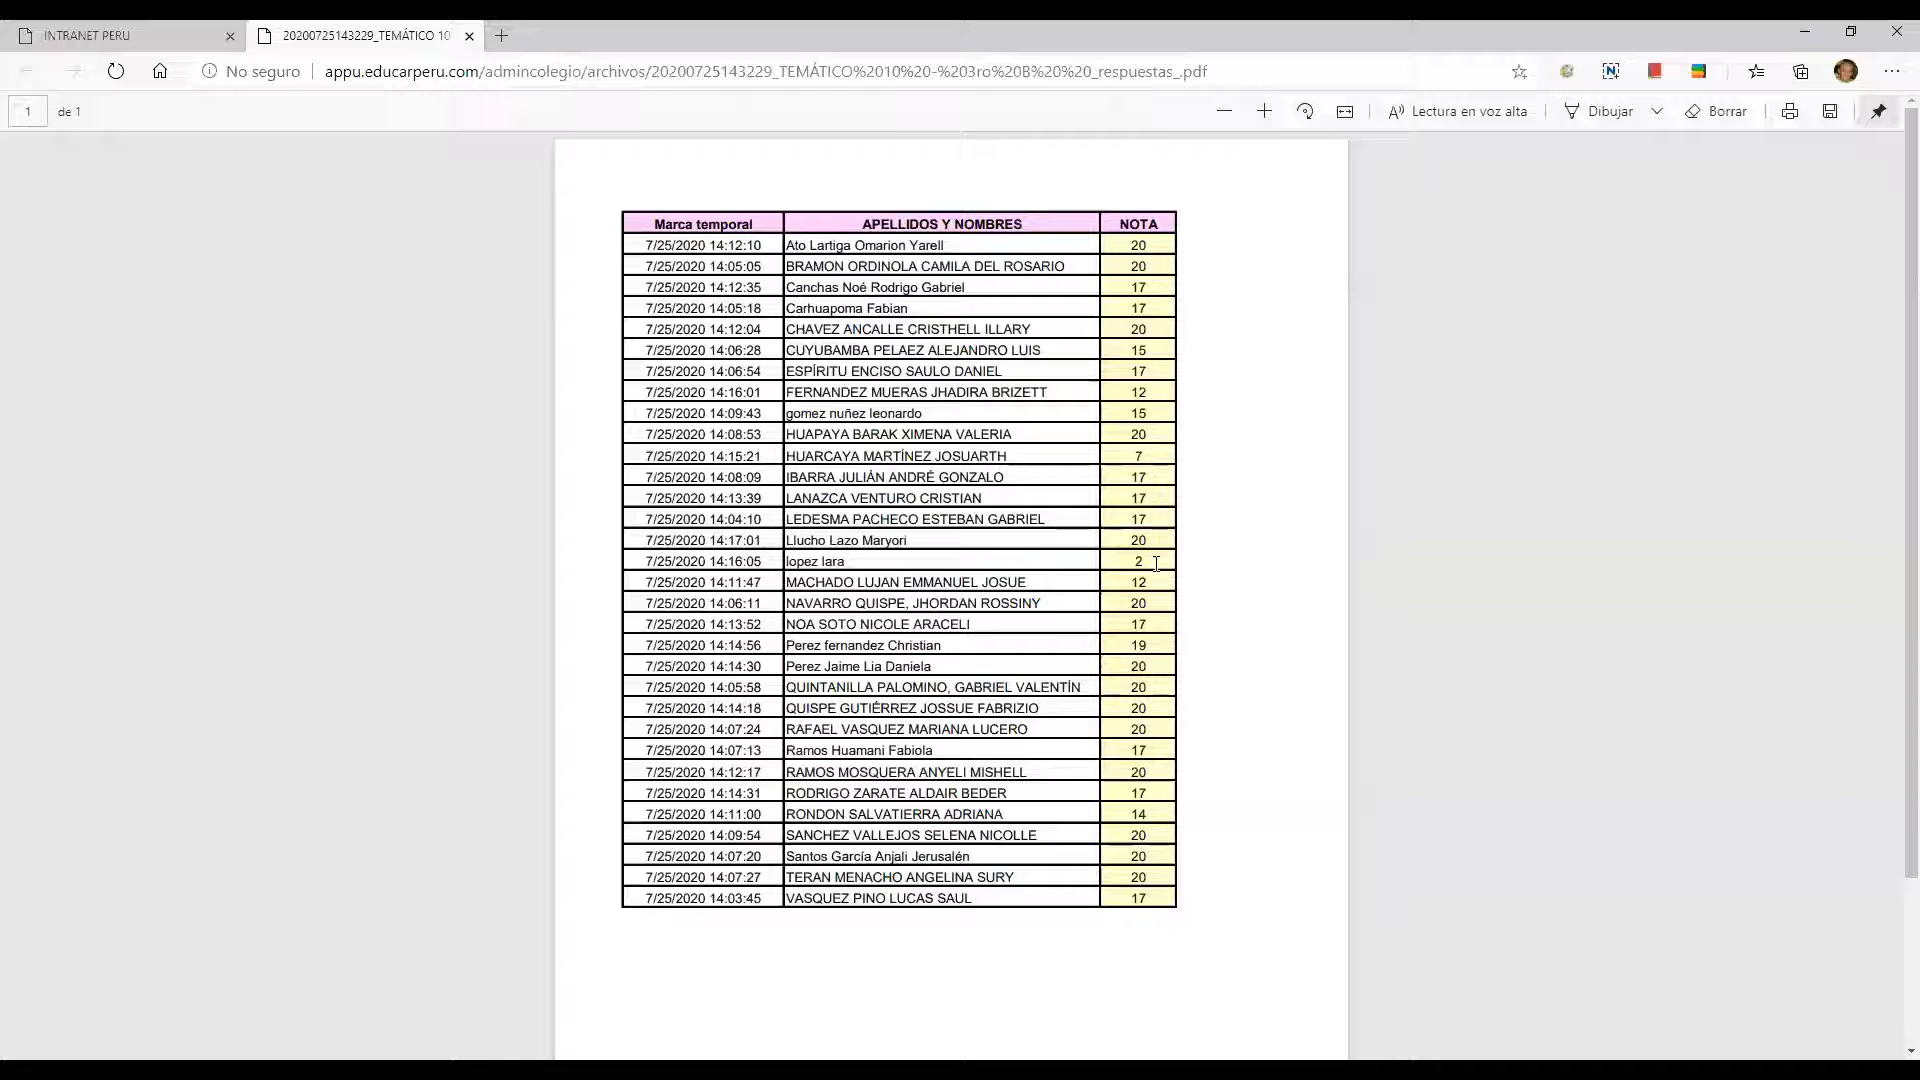 INTRANET PERU
20200725143229_TEMÁTICO 10
No seguro appu.educarperu.com/admincolegio/archivos/20200725143229_TEMÁTICO%2010%20-%203ro%20B%20%20_respuestas_.pdf
1 de 1 Lectura en voz alta Dibujar Borrar
Marca temporal APELLIDOS Y NOMBRES NOTA
7/25/2020 14:12:10 Ato Lartiga Omarion Yarell 20
7/25/2020 14:05:05 BRAMON ORDINOLA CAMILA DEL ROSARIO 20
7/25/2020 14:12:35 Canchas Noé Rodrigo Gabriel 17
7/25/2020 14:05:18 Carhuapoma Fabian 17
7/25/2020 14:12:04 CHAVEZ ANCALLE CRISTHELL ILLARY 20
7/25/2020 14:06:28 CUYUBAMBA PELAEZ ALEJANDRO LUIS 15
7/25/2020 14:06:54 ESPÍRITU ENCISO SAULO DANIEL 17
7/25/2020 14:16:01 FERNANDEZ MUERAS JHADIRA BRIZETT 12
7/25/2020 14:09:43 gomez nuñez leonardo 15
7/25/2020 14:08:53 HUAPAYA BARAK XIMENA VALERIA 20
7/25/2020 14:15:21 HUARCAYA MARTÍNEZ JOSUARTH 7
7/25/2020 14:08:09 IBARRA JULIÁN ANDRÉ GONZALO 17
7/25/2020 14:13:39 LANAZCA VENTURO CRISTIAN 17
7/25/2020 14:04:10 LEDESMA PACHECO ESTEBAN GABRIEL 17
7/25/2020 14:17:01 Llucho Lazo Maryori 20
7/25/2020 14:16:05 lopez lara 2
7/25/2020 14:11:47 MACHADO LUJAN EMMANUEL JOSUE 12
7/25/2020 14:06:11 NAVARRO QUISPE, JHORDAN ROSSINY 20
7/25/2020 14:13:52 NOA SOTO NICOLE ARACELI 17
7/25/2020 14:14:56 Perez fernandez Christian 19
7/25/2020 14:14:30 Perez Jaime Lia Daniela 20
7/25/2020 14:05:58 QUINTANILLA PALOMINO, GABRIEL VALENTÍN 20
7/25/2020 14:14:18 QUISPE GUTIÉRREZ JOSSUE FABRIZIO 20
7/25/2020 14:07:24 RAFAEL VASQUEZ MARIANA LUCERO 20
7/25/2020 14:07:13 Ramos Huamani Fabiola 17
7/25/2020 14:12:17 RAMOS MOSQUERA ANYELI MISHELL 20
7/25/2020 14:14:31 RODRIGO ZARATE ALDAIR BEDER 17
7/25/2020 14:11:00 RONDON SALVATIERRA ADRIANA 14
7/25/2020 14:09:54 SANCHEZ VALLEJOS SELENA NICOLLE 20
7/25/2020 14:07:20 Santos García Anjali Jerusalén 20
7/25/2020 14:07:27 TERAN MENACHO ANGELINA SURY 20
7/25/2020 14:03:45 VASQUEZ PINO LUCAS SAUL 17